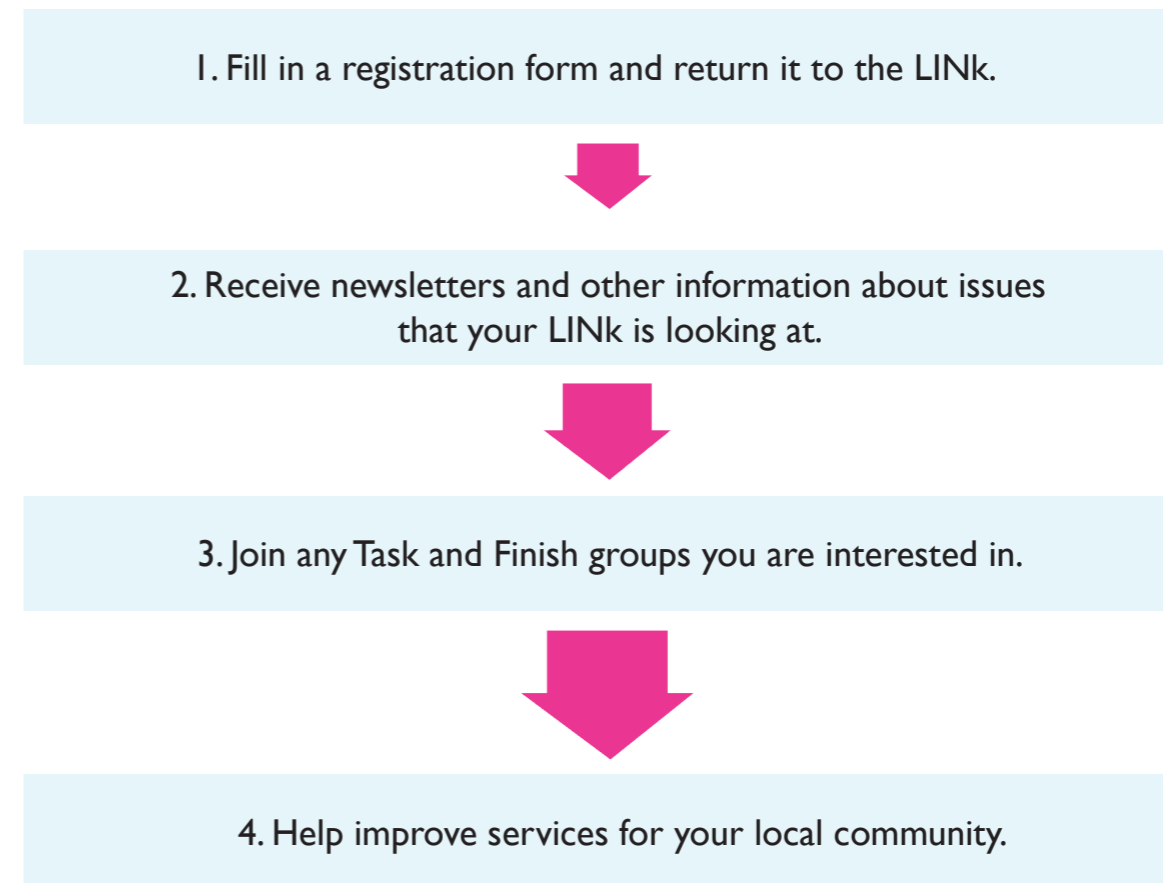 1. Fill in a registration form and return it to the LINk.
2. Receive newsletters and other information about issues
that your LINk is looking at.
3. Join any Task and Finish groups you are interested in.
4. Help improve services for your local community.